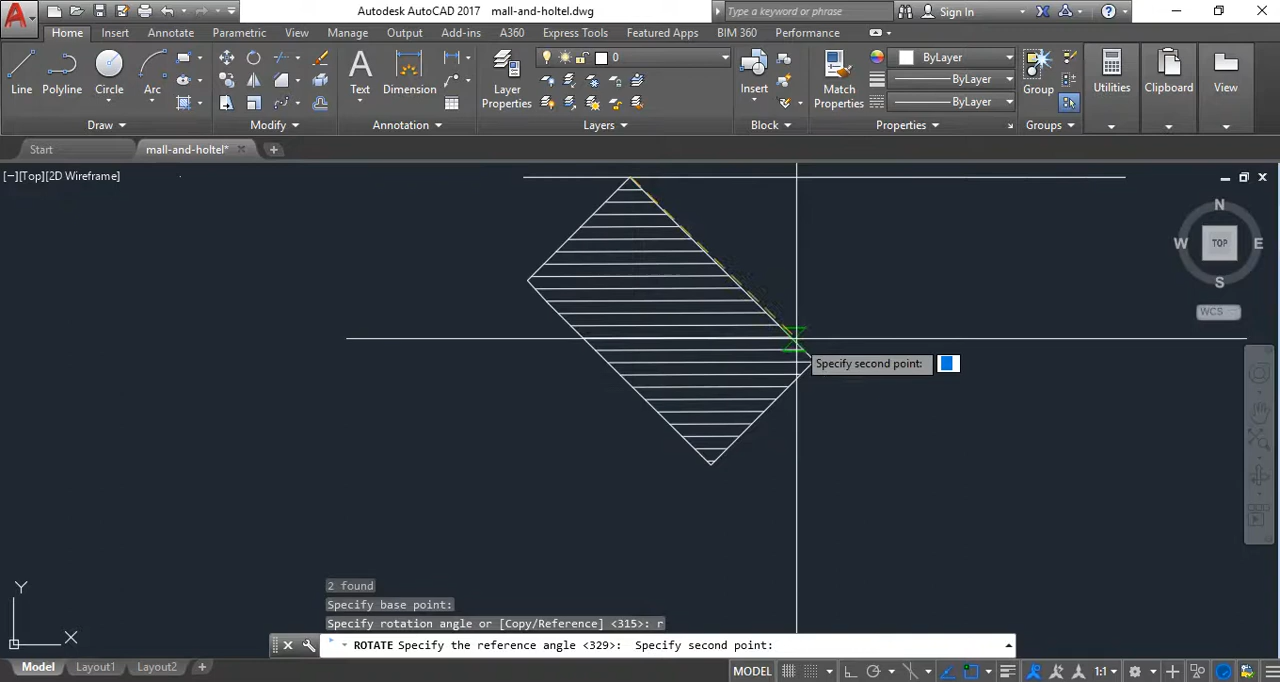 Autodesk AutoCAD 2017 mall-and-holtel.dwg
Type a keyword or phrase
Sign In
Home Insert Annotate Parametric View Manage Output Add-ins A360 Express Tools Featured Apps BIM 360 Performance
Line Polyline Circle Arc
Text Dimension
Layer Properties
0
Insert
Match Properties
ByLayer
ByLayer
ByLayer
Group
Utilities Clipboard View
Draw Modify Annotation Layers Block Properties Groups
Start mall-and-holtel*
[−][Top][2D Wireframe]
N
W TOP E
S
WCS
Specify second point:
Y
X
2 found
Specify base point:
Specify rotation angle or [Copy/Reference] <315>: r
ROTATE Specify the reference angle <329>: Specify second point:
Model Layout1 Layout2 +
MODEL 1:1